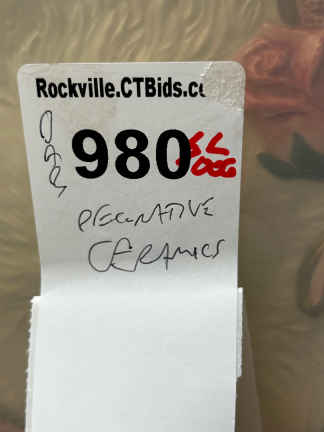 Rockville.CTBids.c
980
DECORATIVE
CERAMICS